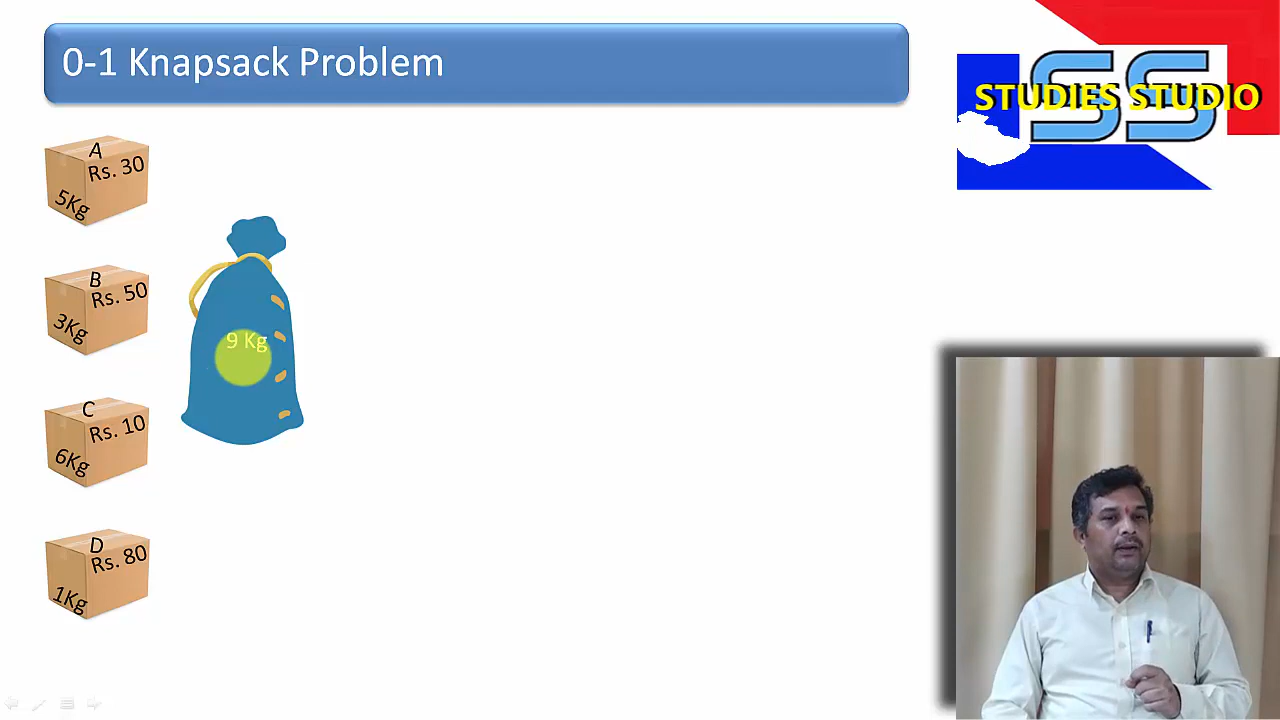 0-1 Knapsack Problem
STUDIES STUDIO
SS
A
Rs. 30
5Kg
B
Rs. 50
3Kg
9 Kg
C
Rs. 10
6Kg
D
Rs. 80
1Kg